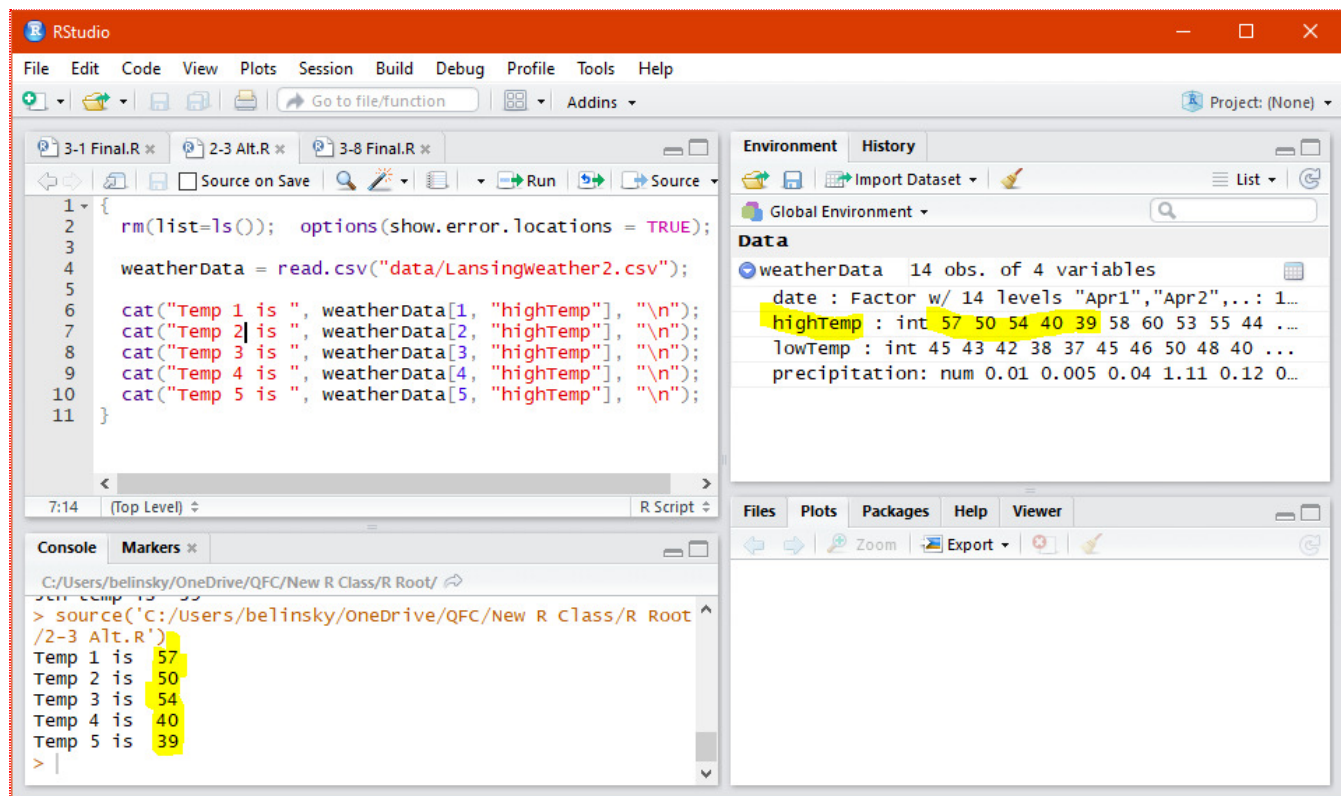 RStudio
File Edit Code View Plots Session Build Debug Profile Tools Help
Go to file/function Addins Project: (None)
3-1 Final.R 2-3 Alt.R 3-8 Final.R
Source on Save Run Source
1 {
2 rm(list=ls()); options(show.error.locations = TRUE);
3
4 weatherData = read.csv("data/LansingWeather2.csv");
5
6 cat("Temp 1 is ", weatherData[1, "highTemp"], "\n");
7 cat("Temp 2 is ", weatherData[2, "highTemp"], "\n");
8 cat("Temp 3 is ", weatherData[3, "highTemp"], "\n");
9 cat("Temp 4 is ", weatherData[4, "highTemp"], "\n");
10 cat("Temp 5 is ", weatherData[5, "highTemp"], "\n");
11 }
7:14 (Top Level) R Script
Console Markers
C:/Users/belinsky/OneDrive/QFC/New R Class/R Root/
> source('C:/Users/belinsky/OneDrive/QFC/New R Class/R Root
/2-3 Alt.R')
Temp 1 is 57
Temp 2 is 50
Temp 3 is 54
Temp 4 is 40
Temp 5 is 39
>
Environment History
Import Dataset List
Global Environment
Data
weatherData 14 obs. of 4 variables
date : Factor w/ 14 levels "Apr1","Apr2",..: 1…
highTemp : int 57 50 54 40 39 58 60 53 55 44 ...
lowTemp : int 45 43 42 38 37 45 46 50 48 40 ...
precipitation: num 0.01 0.005 0.04 1.11 0.12 0…
Files Plots Packages Help Viewer
Zoom Export